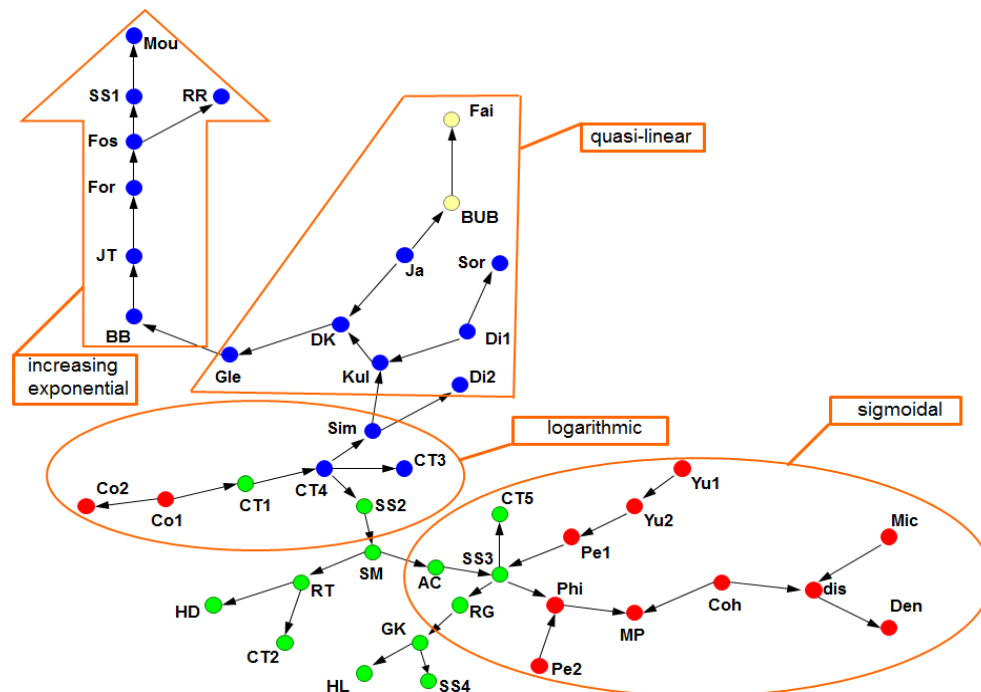 Mou
SS1
RR
Fos
For
JT
BB
increasing
exponential
Fai
quasi-linear
BUB
Ja
Sor
DK
Di1
Gle
Kul
Di2
Sim
logarithmic
sigmoidal
CT3
CT4
Co2
Co1
CT1
SS2
CT5
Yu1
Yu2
Mic
Pe1
SM
AC
SS3
RT
HD
RG
Phi
Coh
dis
Den
MP
GK
CT2
Pe2
HL
SS4